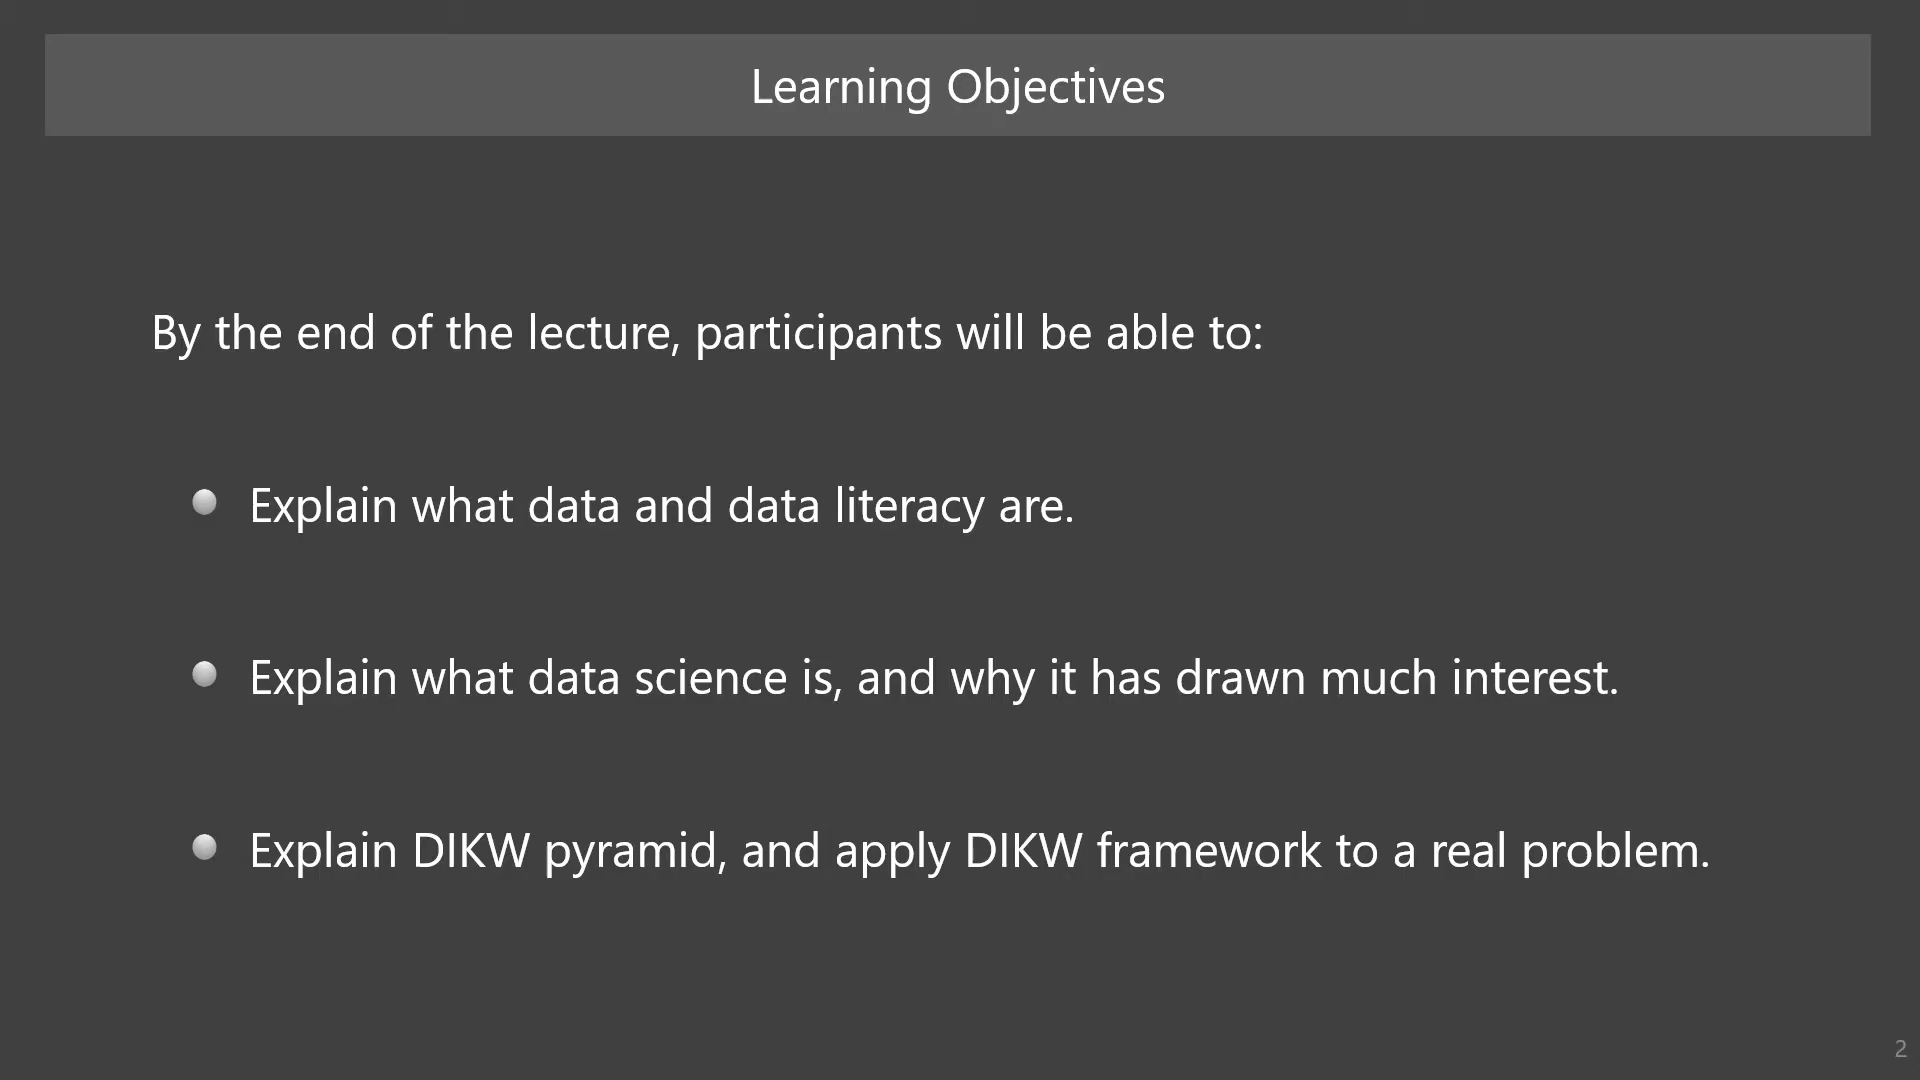 Learning Objectives
By the end of the lecture, participants will be able to:
Explain what data and data literacy are.
Explain what data science is, and why it has drawn much interest.
Explain DIKW pyramid, and apply DIKW framework to a real problem.
2